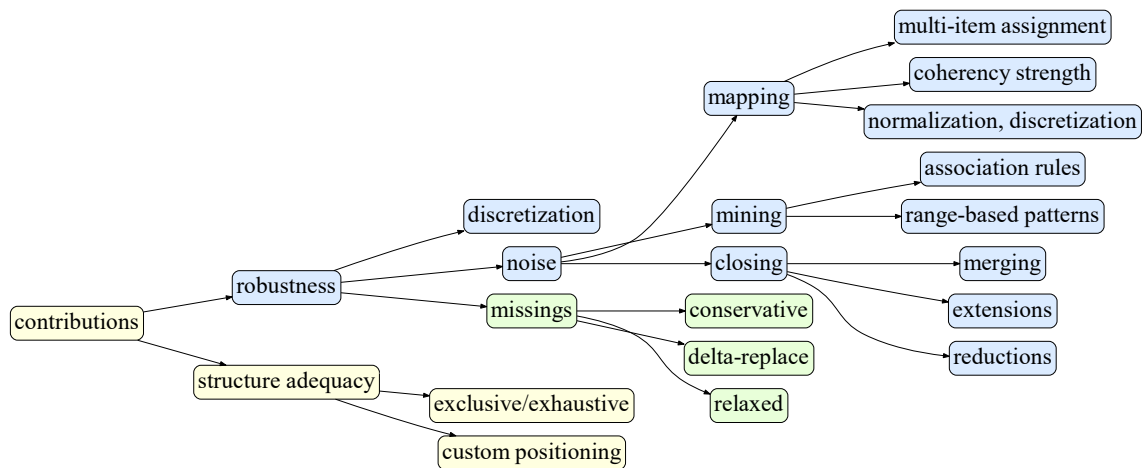 multi-item assignment
coherency strength
mapping
normalization, discretization
association rules
discretization
mining
range-based patterns
noise
closing
merging
robustness
missings
conservative
extensions
contributions
delta-replace
reductions
structure adequacy
exclusive/exhaustive
relaxed
custom positioning